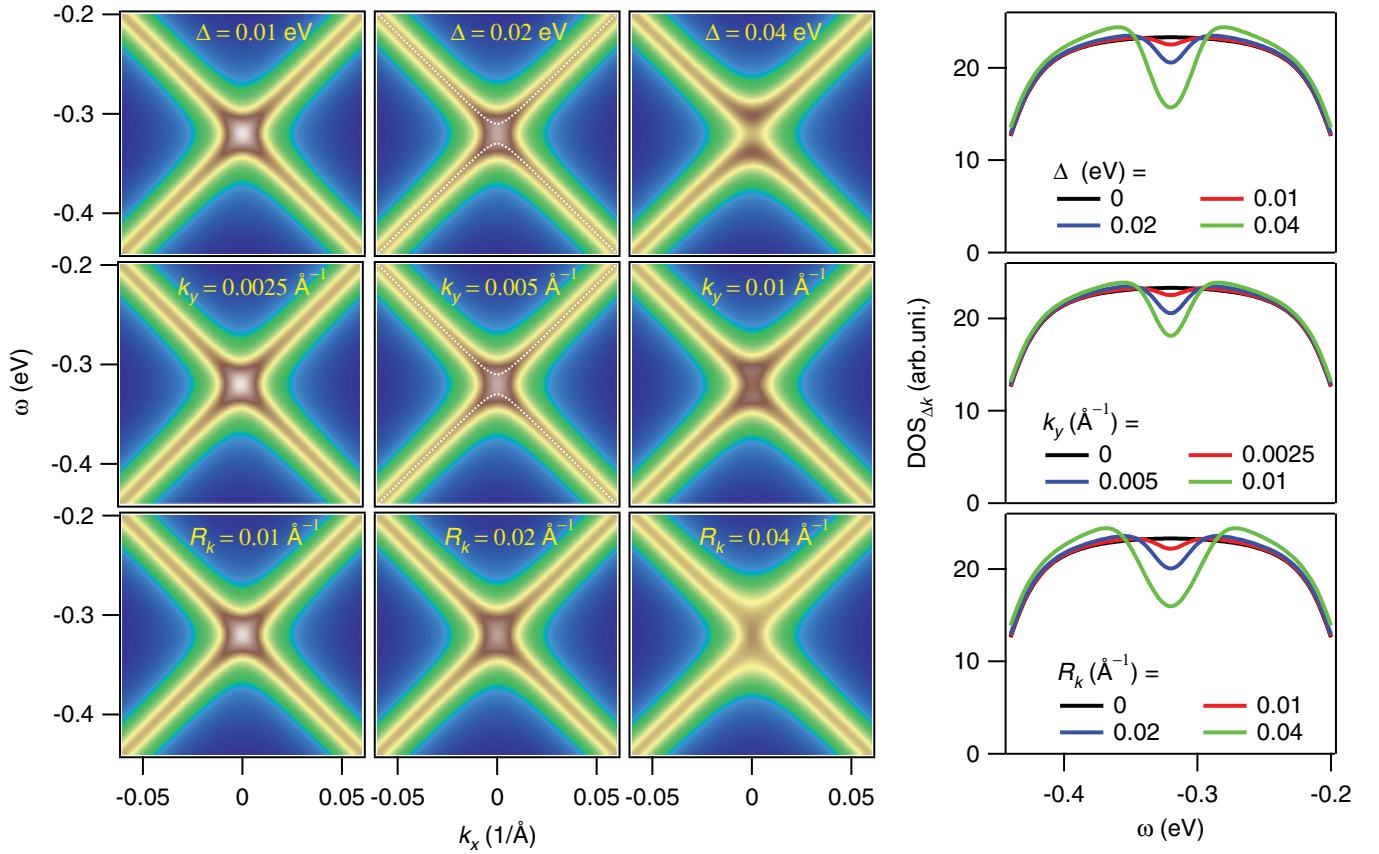 Δ = 0.01 eV
Δ = 0.02 eV
Δ = 0.04 eV
k_y = 0.0025 Å⁻¹
k_y = 0.005 Å⁻¹
k_y = 0.01 Å⁻¹
R_k = 0.01 Å⁻¹
R_k = 0.02 Å⁻¹
R_k = 0.04 Å⁻¹
-0.2
-0.3
-0.4
-0.2
-0.3
-0.4
-0.2
-0.3
-0.4
ω (eV)
-0.05 0 0.05
-0.05 0 0.05
-0.05 0 0.05
k_x (1/Å)
20
10
0
Δ (eV) =
0 0.01
0.02 0.04
20
10
0
k_y (Å⁻¹) =
0 0.0025
0.005 0.01
20
10
0
R_k (Å⁻¹) =
0 0.01
0.02 0.04
DOS_Δk (arb.uni.)
-0.4 -0.3 -0.2
ω (eV)